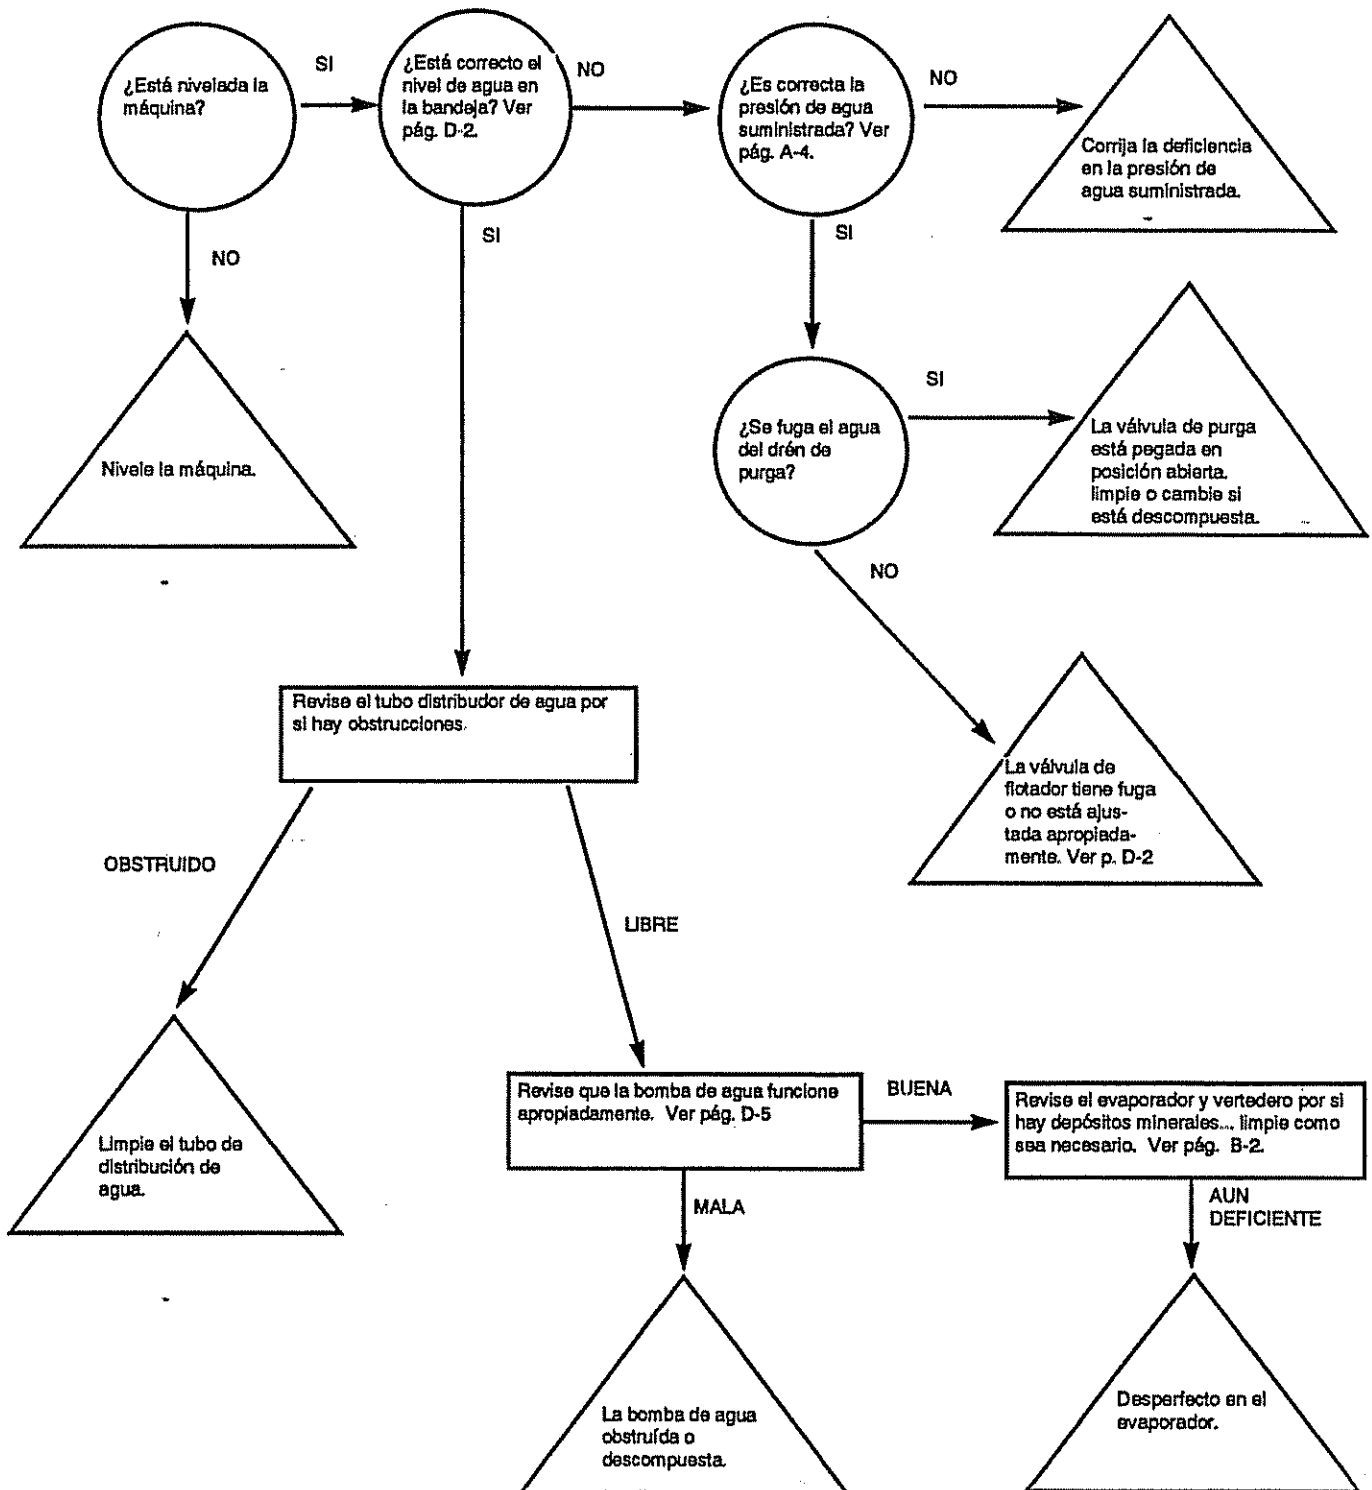 ¿Está nivelada la
máquina?
SI
¿Está correcto el
nivel de agua en
la bandeja? Ver
pág. D-2.
NO
¿Es correcta la
presión de agua
suministrada? Ver
pág. A-4.
NO
Corrija la deficiencia
en la presión de
agua suministrada.
NO
SI
SI
Nivele la máquina.
¿Se fuga el agua
del drén de
purga?
SI
La válvula de purga
está pegada en
posición abierta.
limpie o cambie si
está descompuesta.
NO
La válvula de
flotador tiene fuga
o no está ajus-
tada apropiada-
mente. Ver p. D-2
Revise el tubo distribudor de agua por
si hay obstrucciones.
OBSTRUIDO
LIBRE
Limpie el tubo de
distribución de
agua.
Revise que la bomba de agua funcione
apropiadamente. Ver pág. D-5
BUENA
Revise el evaporador y vertedero por si
hay depósitos minerales... limpie como
sea necesario. Ver pág. B-2.
MALA
AUN
DEFICIENTE
La bomba de agua
obstruída o
descompuesta.
Desperfecto en el
evaporador.